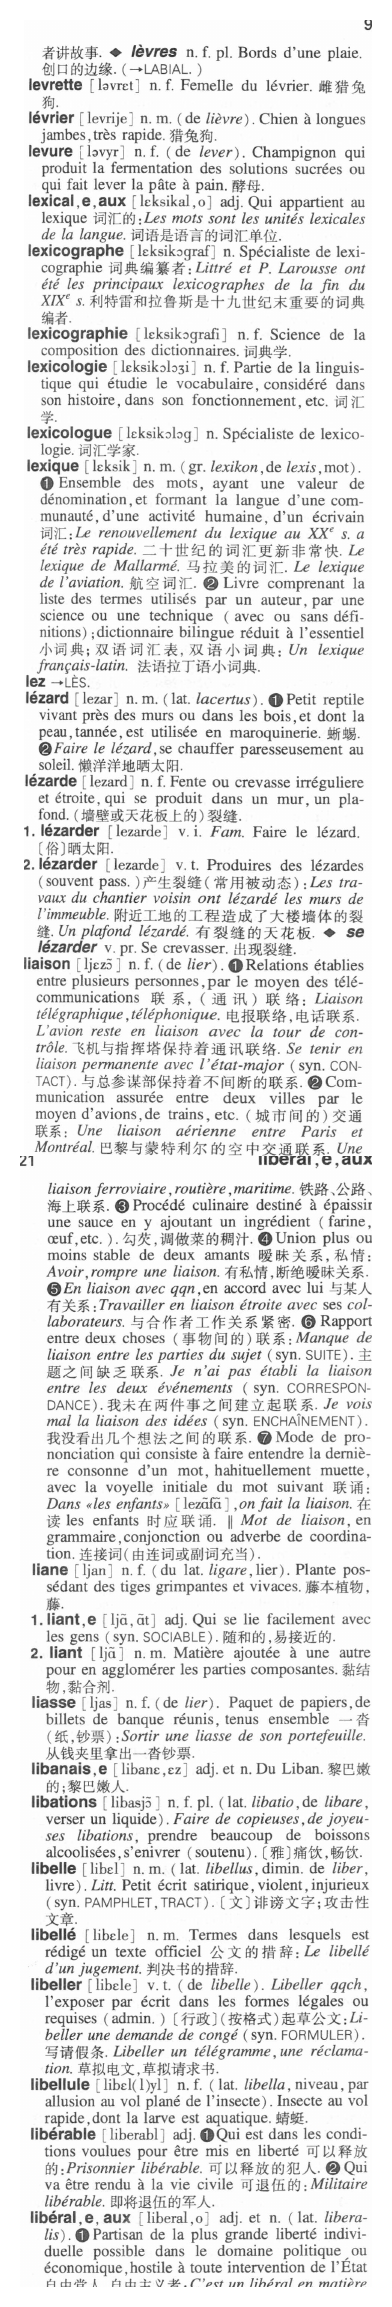 9
者讲故事. ◆ lèvres n. f. pl. Bords d'une plaie.
创口的边缘. (→LABIAL. )
levrette [ləvrɛt] n. f. Femelle du lévrier. 雌猎兔
狗.
lévrier [levrije] n. m. (de lièvre). Chien à longues
jambes, très rapide. 猎兔狗.
levure [ləvyr] n. f. (de lever). Champignon qui
produit la fermentation des solutions sucrées ou
qui fait lever la pâte à pain. 酵母.
lexical, e, aux [lɛksikal,o] adj. Qui appartient au
lexique 词汇的: Les mots sont les unités lexicales
de la langue. 词语是语言的词汇单位.
lexicographe [lɛksikɔgraf] n. Spécialiste de lexi-
cographie 词典编纂者: Littré et P. Larousse ont
été les principaux lexicographes de la fin du
XIXᵉ s. 利特雷和拉鲁斯是十九世纪末重要的词典
编者.
lexicographie [lɛksikɔgrafi] n. f. Science de la
composition des dictionnaires. 词典学.
lexicologie [lɛksikɔlɔʒi] n. f. Partie de la linguis-
tique qui étudie le vocabulaire, considéré dans
son histoire, dans son fonctionnement, etc. 词汇
学.
lexicologue [lɛksikɔlɔg] n. Spécialiste de lexico-
logie. 词汇学家.
lexique [lɛksik] n. m. (gr. lexikon, de lexis, mot).
❶ Ensemble des mots, ayant une valeur de
dénomination, et formant la langue d'une com-
munauté, d'une activité humaine, d'un écrivain
词汇: Le renouvellement du lexique au XXᵉ s. a
été très rapide. 二十世纪的词汇更新非常快. Le
lexique de Mallarmé. 马拉美的词汇. Le lexique
de l'aviation. 航空词汇. ❷ Livre comprenant la
liste des termes utilisés par un auteur, par une
science ou une technique (avec ou sans défi-
nitions); dictionnaire bilingue réduit à l'essentiel
小词典; 双语词汇表, 双语小词典: Un lexique
français-latin. 法语拉丁语小词典.
lez →LÈS.
lézard [lezar] n. m. (lat. lacertus). ❶ Petit reptile
vivant près des murs ou dans les bois, et dont la
peau, tannée, est utilisée en maroquinerie. 蜥蜴.
❷ Faire le lézard, se chauffer paresseusement au
soleil. 懒洋洋地晒太阳.
lézarde [lezard] n. f. Fente ou crevasse irréguliere
et étroite, qui se produit dans un mur, un pla-
fond. (墙壁或天花板上的) 裂缝.
1. lézarder [lezarde] v. i. Fam. Faire le lézard.
〔俗〕晒太阳.
2. lézarder [lezarde] v. t. Produires des lézardes
(souvent pass.) 产生裂缝 (常用被动态): Les tra-
vaux du chantier voisin ont lézardé les murs de
l'immeuble. 附近工地的工程造成了大楼墙体的裂
缝. Un plafond lézardé. 有裂缝的天花板. ◆ se
lézarder v. pr. Se crevasser. 出现裂缝.
liaison [ljɛzɔ̃] n. f. (de lier). ❶ Relations établies
entre plusieurs personnes, par le moyen des télé-
communications 联系, (通讯) 联络: Liaison
télégraphique, téléphonique. 电报联络, 电话联系.
L'avion reste en liaison avec la tour de con-
trôle. 飞机与指挥塔保持着通讯联络. Se tenir en
liaison permanente avec l'état-major (syn. CON-
TACT). 与总参谋部保持着不间断的联系. ❷ Com-
munication assurée entre deux villes par le
moyen d'avions, de trains, etc. (城市间的) 交通
联系: Une liaison aérienne entre Paris et
Montréal. 巴黎与蒙特利尔的空中交通联系. Une
21 libéral, e, aux
liaison ferroviaire, routière, maritime. 铁路、公路、
海上联系. ❸ Procédé culinaire destiné à épaissir
une sauce en y ajoutant un ingrédient (farine,
œuf, etc.). 勾芡, 调做菜的稠汁. ❹ Union plus ou
moins stable de deux amants 暧昧关系, 私情:
Avoir, rompre une liaison. 有私情, 断绝暧昧关系.
❺ En liaison avec qqn, en accord avec lui 与某人
有关系: Travailler en liaison étroite avec ses col-
laborateurs. 与合作者工作关系紧密. ❻ Rapport
entre deux choses (事物间的) 联系: Manque de
liaison entre les parties du sujet (syn. SUITE). 主
题之间缺乏联系. Je n'ai pas établi la liaison
entre les deux événements (syn. CORRESPON-
DANCE). 我未在两件事之间建立起联系. Je vois
mal la liaison des idées (syn. ENCHAÎNEMENT).
我没看出几个想法之间的联系. ❼ Mode de pro-
nonciation qui consiste à faire entendre la derniè-
re consonne d'un mot, habituellement muette,
avec la voyelle initiale du mot suivant 联诵:
Dans «les enfants» [lezɑ̃fɑ̃], on fait la liaison. 在
读 les enfants 时应联诵. ‖ Mot de liaison, en
grammaire, conjonction ou adverbe de coordina-
tion. 连接词 (由连词或副词充当).
liane [ljan] n. f. (du lat. ligare, lier). Plante pos-
sédant des tiges grimpantes et vivaces. 藤本植物,
藤.
1. liant, e [ljɑ̃, ɑ̃t] adj. Qui se lie facilement avec
les gens (syn. SOCIABLE). 随和的, 易接近的.
2. liant [ljɑ̃] n. m. Matière ajoutée à une autre
pour en agglomérer les parties composantes. 黏结
物, 黏合剂.
liasse [ljas] n. f. (de lier). Paquet de papiers, de
billets de banque réunis, tenus ensemble 一沓
(纸, 钞票): Sortir une liasse de son portefeuille.
从钱夹里拿出一沓钞票.
libanais, e [libanɛ, ɛz] adj. et n. Du Liban. 黎巴嫩
的; 黎巴嫩人.
libations [libasjɔ̃] n. f. pl. (lat. libatio, de libare,
verser un liquide). Faire de copieuses, de joyeu-
ses libations, prendre beaucoup de boissons
alcoolisées, s'enivrer (soutenu). 〔雅〕痛饮, 畅饮.
libelle [libɛl] n. m. (lat. libellus, dimin. de liber,
livre). Litt. Petit écrit satirique, violent, injurieux
(syn. PAMPHLET, TRACT). 〔文〕诽谤文字; 攻击性
文章.
libellé [libɛle] n. m. Termes dans lesquels est
rédigé un texte officiel 公文的措辞: Le libellé
d'un jugement. 判决书的措辞.
libeller [libɛle] v. t. (de libelle). Libeller qqch,
l'exposer par écrit dans les formes légales ou
requises (admin.) 〔行政〕(按格式) 起草公文: Li-
beller une demande de congé (syn. FORMULER).
写请假条. Libeller un télégramme, une réclama-
tion. 草拟电文, 草拟请求书.
libellule [libɛl(l)yl] n. f. (lat. libella, niveau, par
allusion au vol plané de l'insecte). Insecte au vol
rapide, dont la larve est aquatique. 蜻蜓.
libérable [liberabl] adj. ❶ Qui est dans les condi-
tions voulues pour être mis en liberté 可以释放
的: Prisonnier libérable. 可以释放的犯人. ❷ Qui
va être rendu à la vie civile 可退伍的: Militaire
libérable. 即将退伍的军人.
libéral, e, aux [liberal,o] adj. et n. (lat. libera-
lis). ❶ Partisan de la plus grande liberté indivi-
duelle possible dans le domaine politique ou
économique, hostile à toute intervention de l'État
自由党人, 自由主义者: C'est un libéral en matière